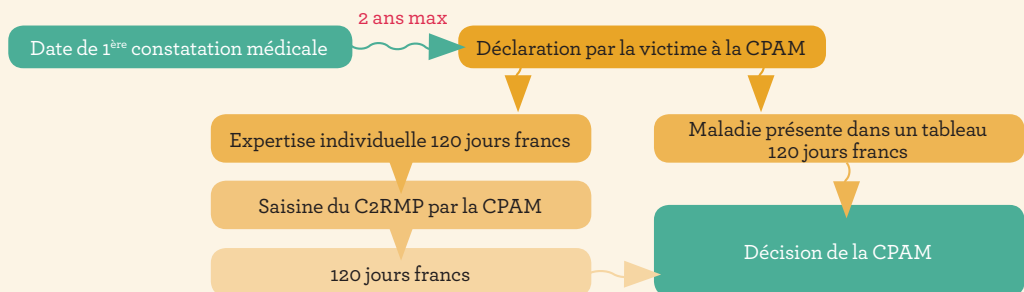 2 ans max
Date de 1ère constatation médicale
Déclaration par la victime à la CPAM
Expertise individuelle 120 jours francs
Maladie présente dans un tableau
120 jours francs
Saisine du C2RMP par la CPAM
Décision de la CPAM
120 jours francs